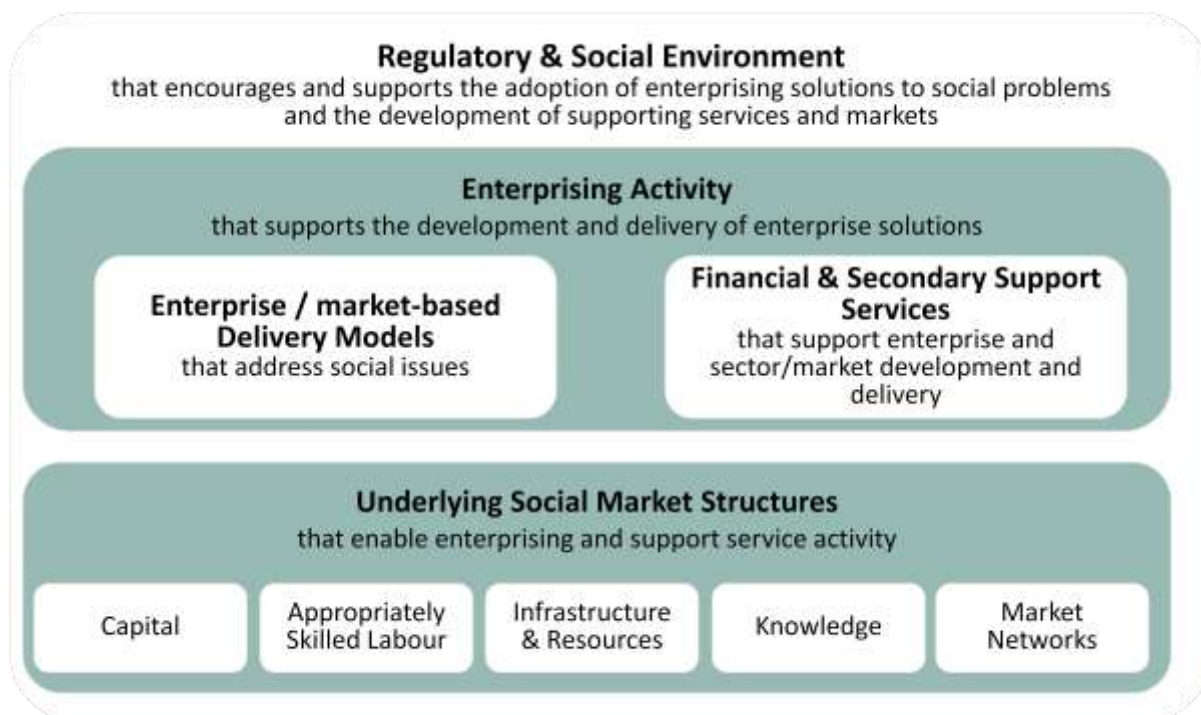 Regulatory & Social Environment
that encourages and supports the adoption of enterprising solutions to social problems
and the development of supporting services and markets
Enterprising Activity
that supports the development and delivery of enterprise solutions
Enterprise / market-based
Delivery Models
that address social issues
Financial & Secondary Support
Services
that support enterprise and
sector/market development and
delivery
Underlying Social Market Structures
that enable enterprising and support service activity
Capital
Appropriately
Skilled Labour
Infrastructure
& Resources
Knowledge
Market
Networks